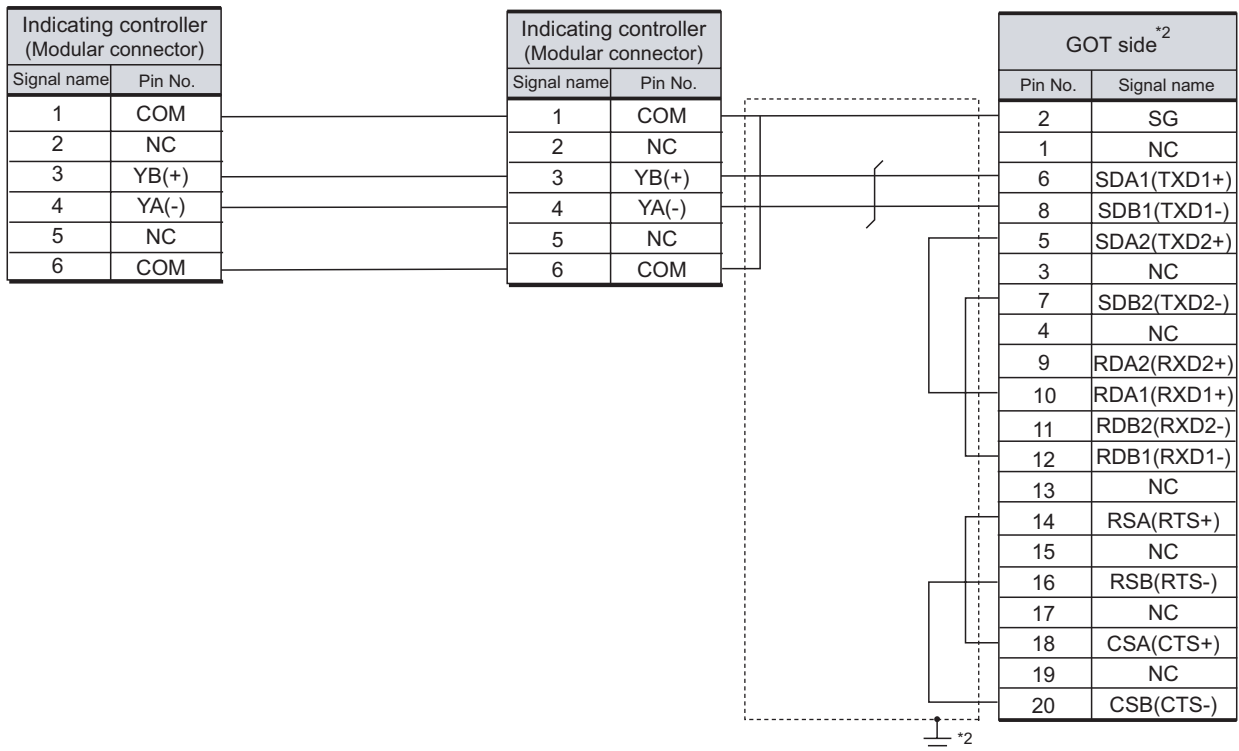 Indicating controller
(Modular connector)
Signal name Pin No.
1 COM
2 NC
3 YB(+)
4 YA(-)
5 NC
6 COM
Indicating controller
(Modular connector)
Signal name Pin No.
1 COM
2 NC
3 YB(+)
4 YA(-)
5 NC
6 COM
GOT side*2
Pin No. Signal name
2 SG
1 NC
6 SDA1(TXD1+)
8 SDB1(TXD1-)
5 SDA2(TXD2+)
3 NC
7 SDB2(TXD2-)
4 NC
9 RDA2(RXD2+)
10 RDA1(RXD1+)
11 RDB2(RXD2-)
12 RDB1(RXD1-)
13 NC
14 RSA(RTS+)
15 NC
16 RSB(RTS-)
17 NC
18 CSA(CTS+)
19 NC
20 CSB(CTS-)
*2